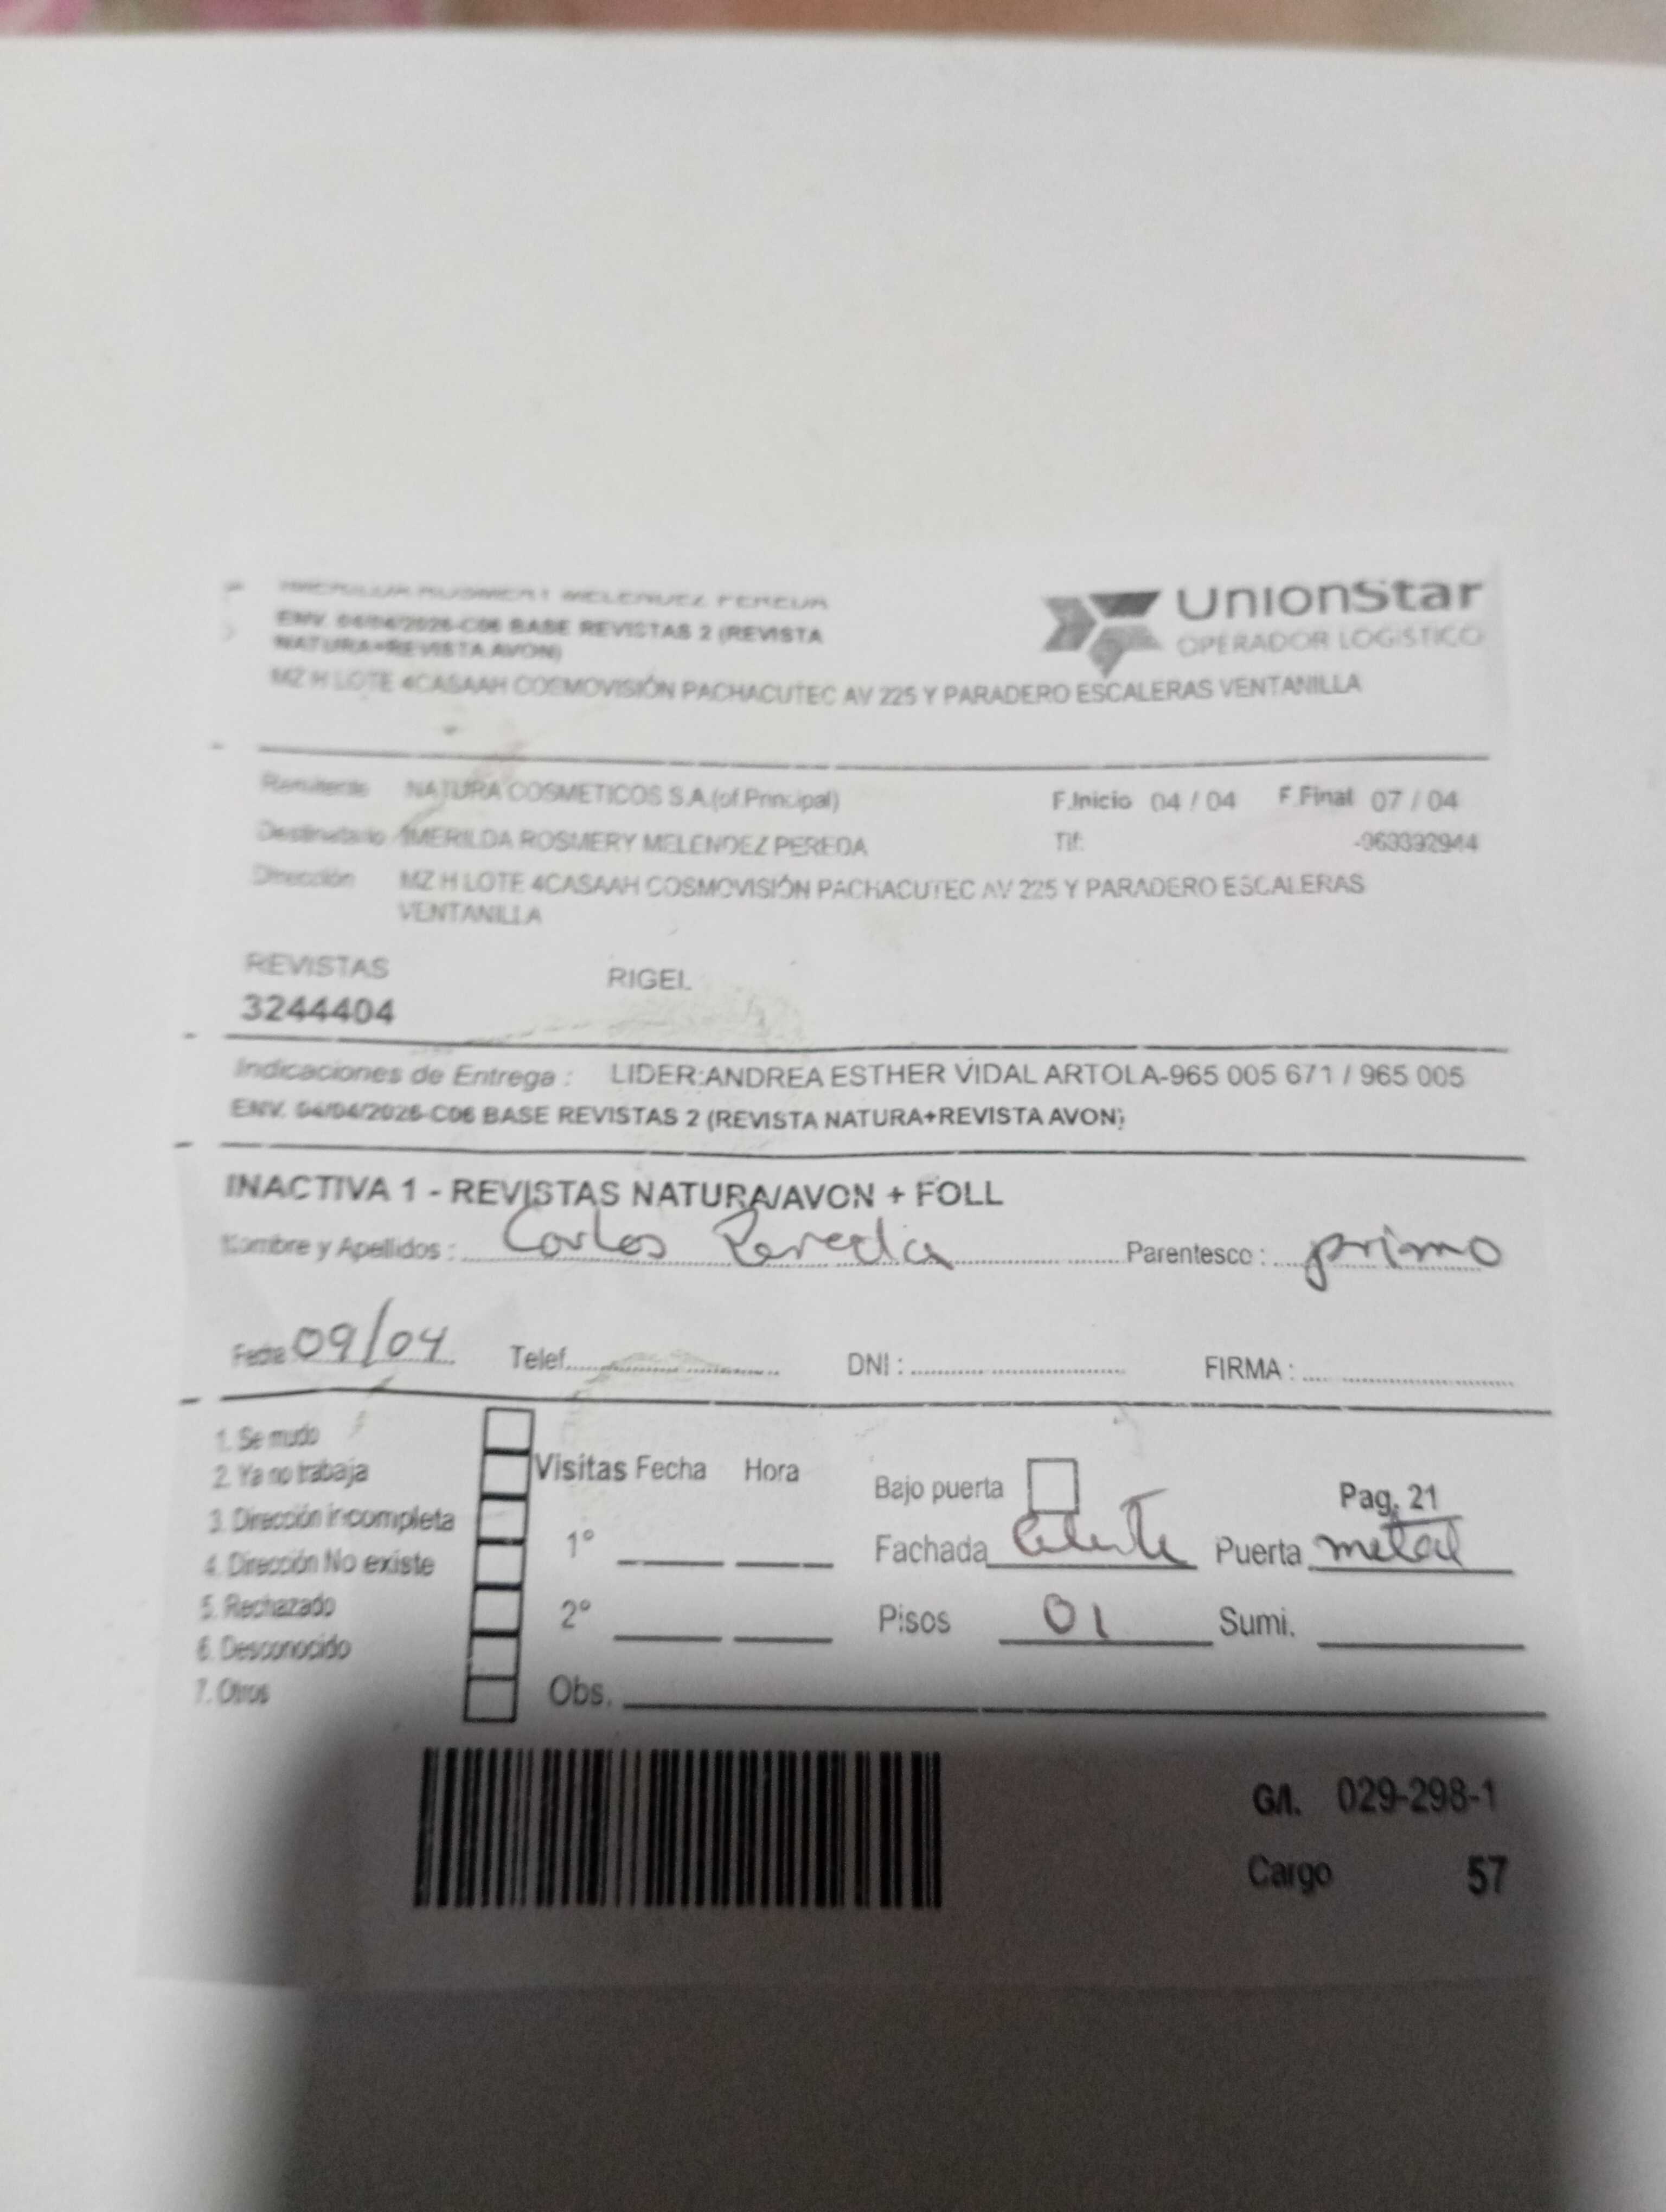 IMERILDA ROSMERY MELENDEZ PEREDA
ENV. 04/04/2026-C06 BASE REVISTAS 2 (REVISTA
NATURA+REVISTA AVON)
MZ H LOTE 4CASAAH COSMOVISIÓN PACHACUTEC AV 225 Y PARADERO ESCALERAS VENTANILLA
UnionStar
OPERADOR LOGISTICO
Remitente NATURA COSMETICOS S.A.(of.Principal) F.Inicio 04 / 04 F.Final 07 / 04
Destinatario IMERILDA ROSMERY MELENDEZ PEREDA Tlf: -963392944
Dirección MZ H LOTE 4CASAAH COSMOVISIÓN PACHACUTEC AV 225 Y PARADERO ESCALERAS
VENTANILLA
REVISTAS RIGEL
3244404
Indicaciones de Entrega : LIDER:ANDREA ESTHER VIDAL ARTOLA-965 005 671 / 965 005
ENV. 04/04/2026-C06 BASE REVISTAS 2 (REVISTA NATURA+REVISTA AVON)
INACTIVA 1 - REVISTAS NATURA/AVON + FOLL
Nombre y Apellidos : Carlos Pereda Parentesco : primo
Fecha 09/04 Telef. DNI : FIRMA :
1. Se mudo
2. Ya no trabaja
3. Dirección incompleta
4. Dirección No existe
5. Rechazado
6. Desconocido
7. Otros
Visitas Fecha Hora
1°
2°
Obs.
Bajo puerta Pag. 21
Fachada celeste Puerta metal
Pisos 01 Sumi.
G/I. 029-298-1
Cargo 57